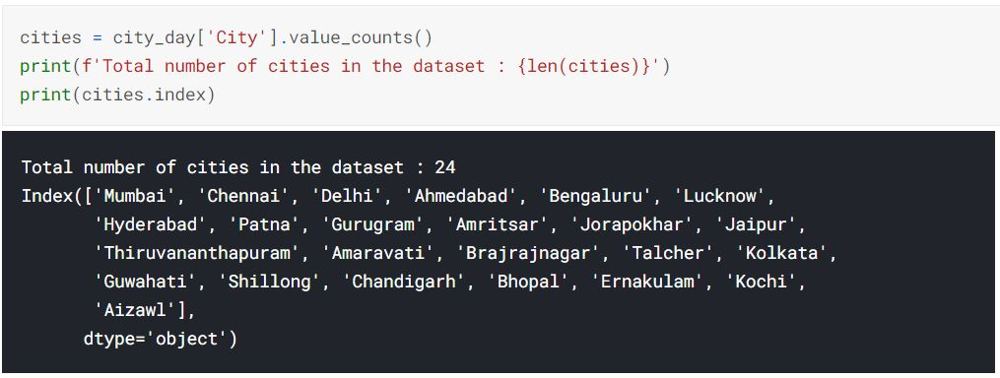 cities = city_day['City'].value_counts()
print(f'Total number of cities in the dataset : {len(cities)}')
print(cities.index)
Total number of cities in the dataset : 24
Index(['Mumbai', 'Chennai', 'Delhi', 'Ahmedabad', 'Bengaluru', 'Lucknow',
       'Hyderabad', 'Patna', 'Gurugram', 'Amritsar', 'Jorapokhar', 'Jaipur',
       'Thiruvananthapuram', 'Amaravati', 'Brajrajnagar', 'Talcher', 'Kolkata',
       'Guwahati', 'Shillong', 'Chandigarh', 'Bhopal', 'Ernakulam', 'Kochi',
       'Aizawl'],
      dtype='object')